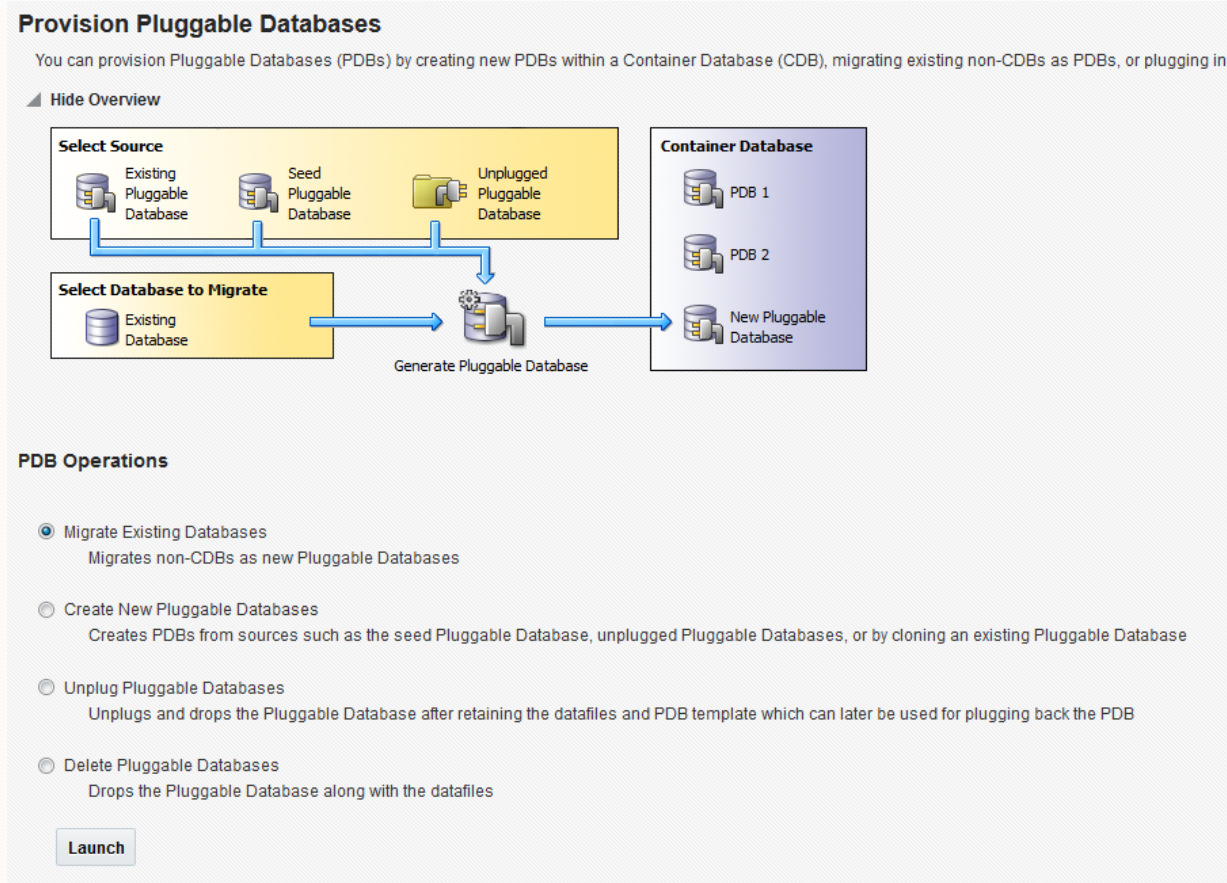 Provision Pluggable Databases
You can provision Pluggable Databases (PDBs) by creating new PDBs within a Container Database (CDB), migrating existing non-CDBs as PDBs, or plugging in
Hide Overview
Select Source
Existing
Pluggable
Database
Seed
Pluggable
Database
Unplugged
Pluggable
Database
Container Database
PDB 1
PDB 2
New Pluggable
Database
Select Database to Migrate
Existing
Database
Generate Pluggable Database
PDB Operations
Migrate Existing Databases
Migrates non-CDBs as new Pluggable Databases
Create New Pluggable Databases
Creates PDBs from sources such as the seed Pluggable Database, unplugged Pluggable Databases, or by cloning an existing Pluggable Database
Unplug Pluggable Databases
Unplugs and drops the Pluggable Database after retaining the datafiles and PDB template which can later be used for plugging back the PDB
Delete Pluggable Databases
Drops the Pluggable Database along with the datafiles
Launch